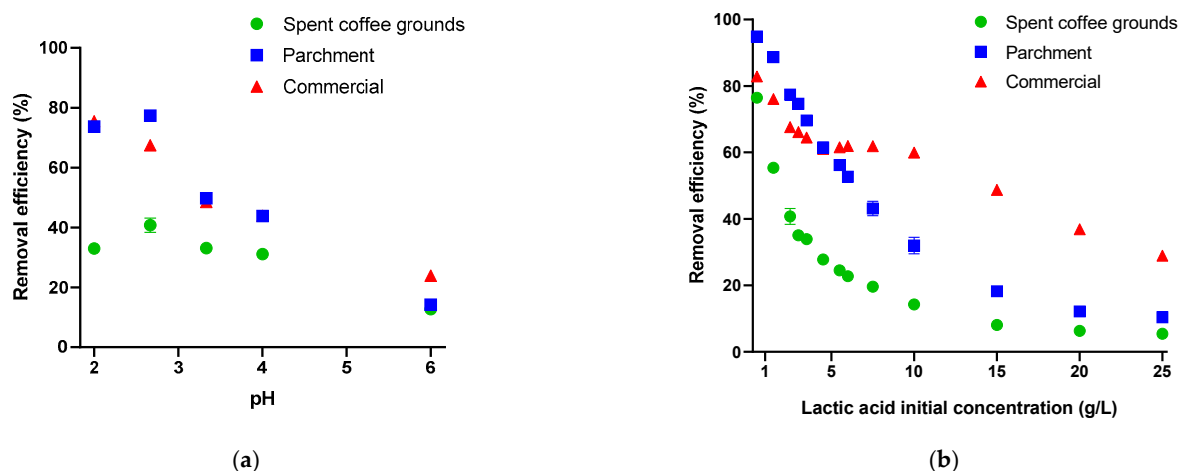 Spent coffee grounds
Parchment
Commercial
Removal efficiency (%)
100
80
60
40
20
0
2 3 4 5 6
pH
(a)
Spent coffee grounds
Parchment
Commercial
Removal efficiency (%)
100
80
60
40
20
0
1 5 10 15 20 25
Lactic acid initial concentration (g/L)
(b)